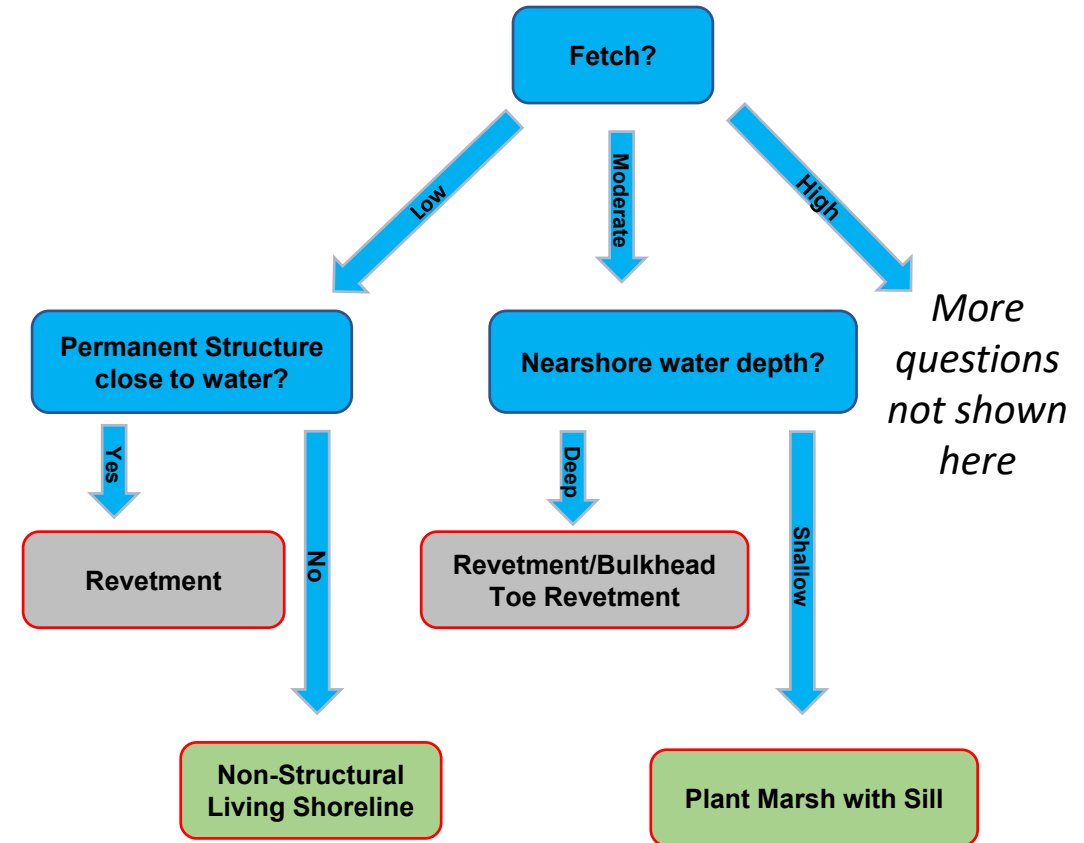 Fetch?
Low
Moderate
High
More
questions
not shown
here
Permanent Structure
close to water?
Nearshore water depth?
Yes
No
Deep
Shallow
Revetment
Revetment/Bulkhead
Toe Revetment
Non-Structural
Living Shoreline
Plant Marsh with Sill